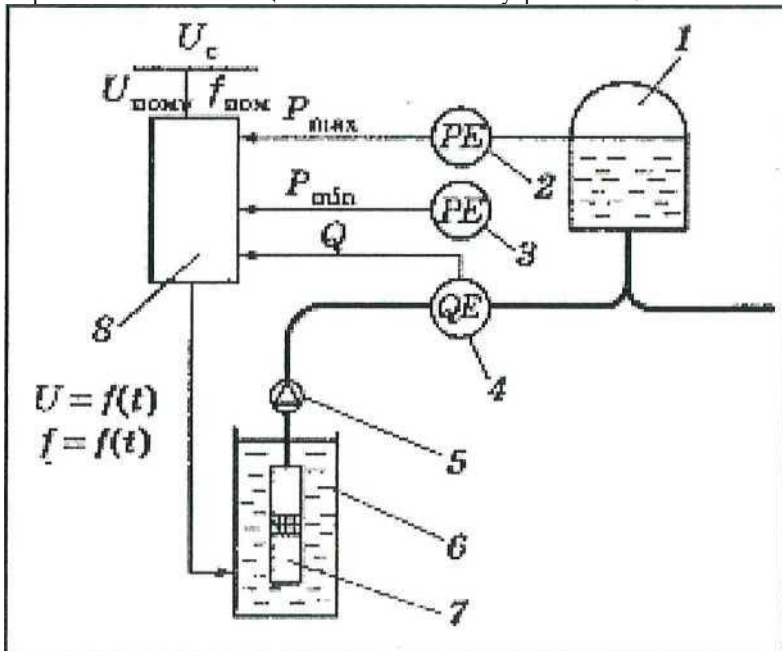 U_c
U_ном, f_ном
P_max
PE
1
2
P_min
PE
3
Q
QE
4
8
U = f(t)
f = f(t)
5
6
7